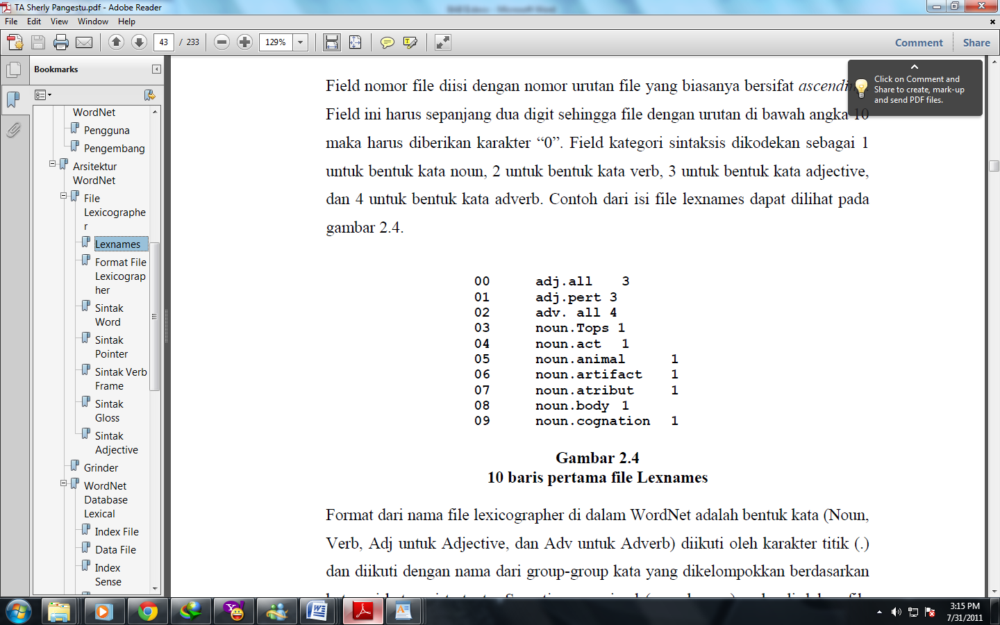 TA Sherly Pangestu.pdf - Adobe Reader
File Edit View Window Help
43 / 233 129% Comment Share
Bookmarks
WordNet
Pengguna
Pengembang
Arsitektur
WordNet
File
Lexicographe
r
Lexnames
Format File
Lexicograp
her
Sintak
Word
Sintak
Pointer
Sintak Verb
Frame
Sintak
Gloss
Sintak
Adjective
Grinder
WordNet
Database
Lexical
Index File
Data File
Index
Sense
Click on Comment and
Share to create, mark-up
and send PDF files.
Field nomor file diisi dengan nomor urutan file yang biasanya bersifat
Field ini harus sepanjang dua digit sehingga file dengan urutan di bawah angka 10
maka harus diberikan karakter “0”. Field kategori sintaksis dikodekan sebagai 1
untuk bentuk kata noun, 2 untuk bentuk kata verb, 3 untuk bentuk kata adjective,
dan 4 untuk bentuk kata adverb. Contoh dari isi file lexnames dapat dilihat pada
gambar 2.4.
00 adj.all 3
01 adj.pert 3
02 adv. all 4
03 noun.Tops 1
04 noun.act 1
05 noun.animal 1
06 noun.artifact 1
07 noun.atribut 1
08 noun.body 1
09 noun.cognation 1
Gambar 2.4
10 baris pertama file Lexnames
Format dari nama file lexicographer di dalam WordNet adalah bentuk kata (Noun,
Verb, Adj untuk Adjective, dan Adv untuk Adverb) diikuti oleh karakter titik (.)
dan diikuti dengan nama dari group-group kata yang dikelompokkan berdasarkan
3:15 PM
7/31/2011